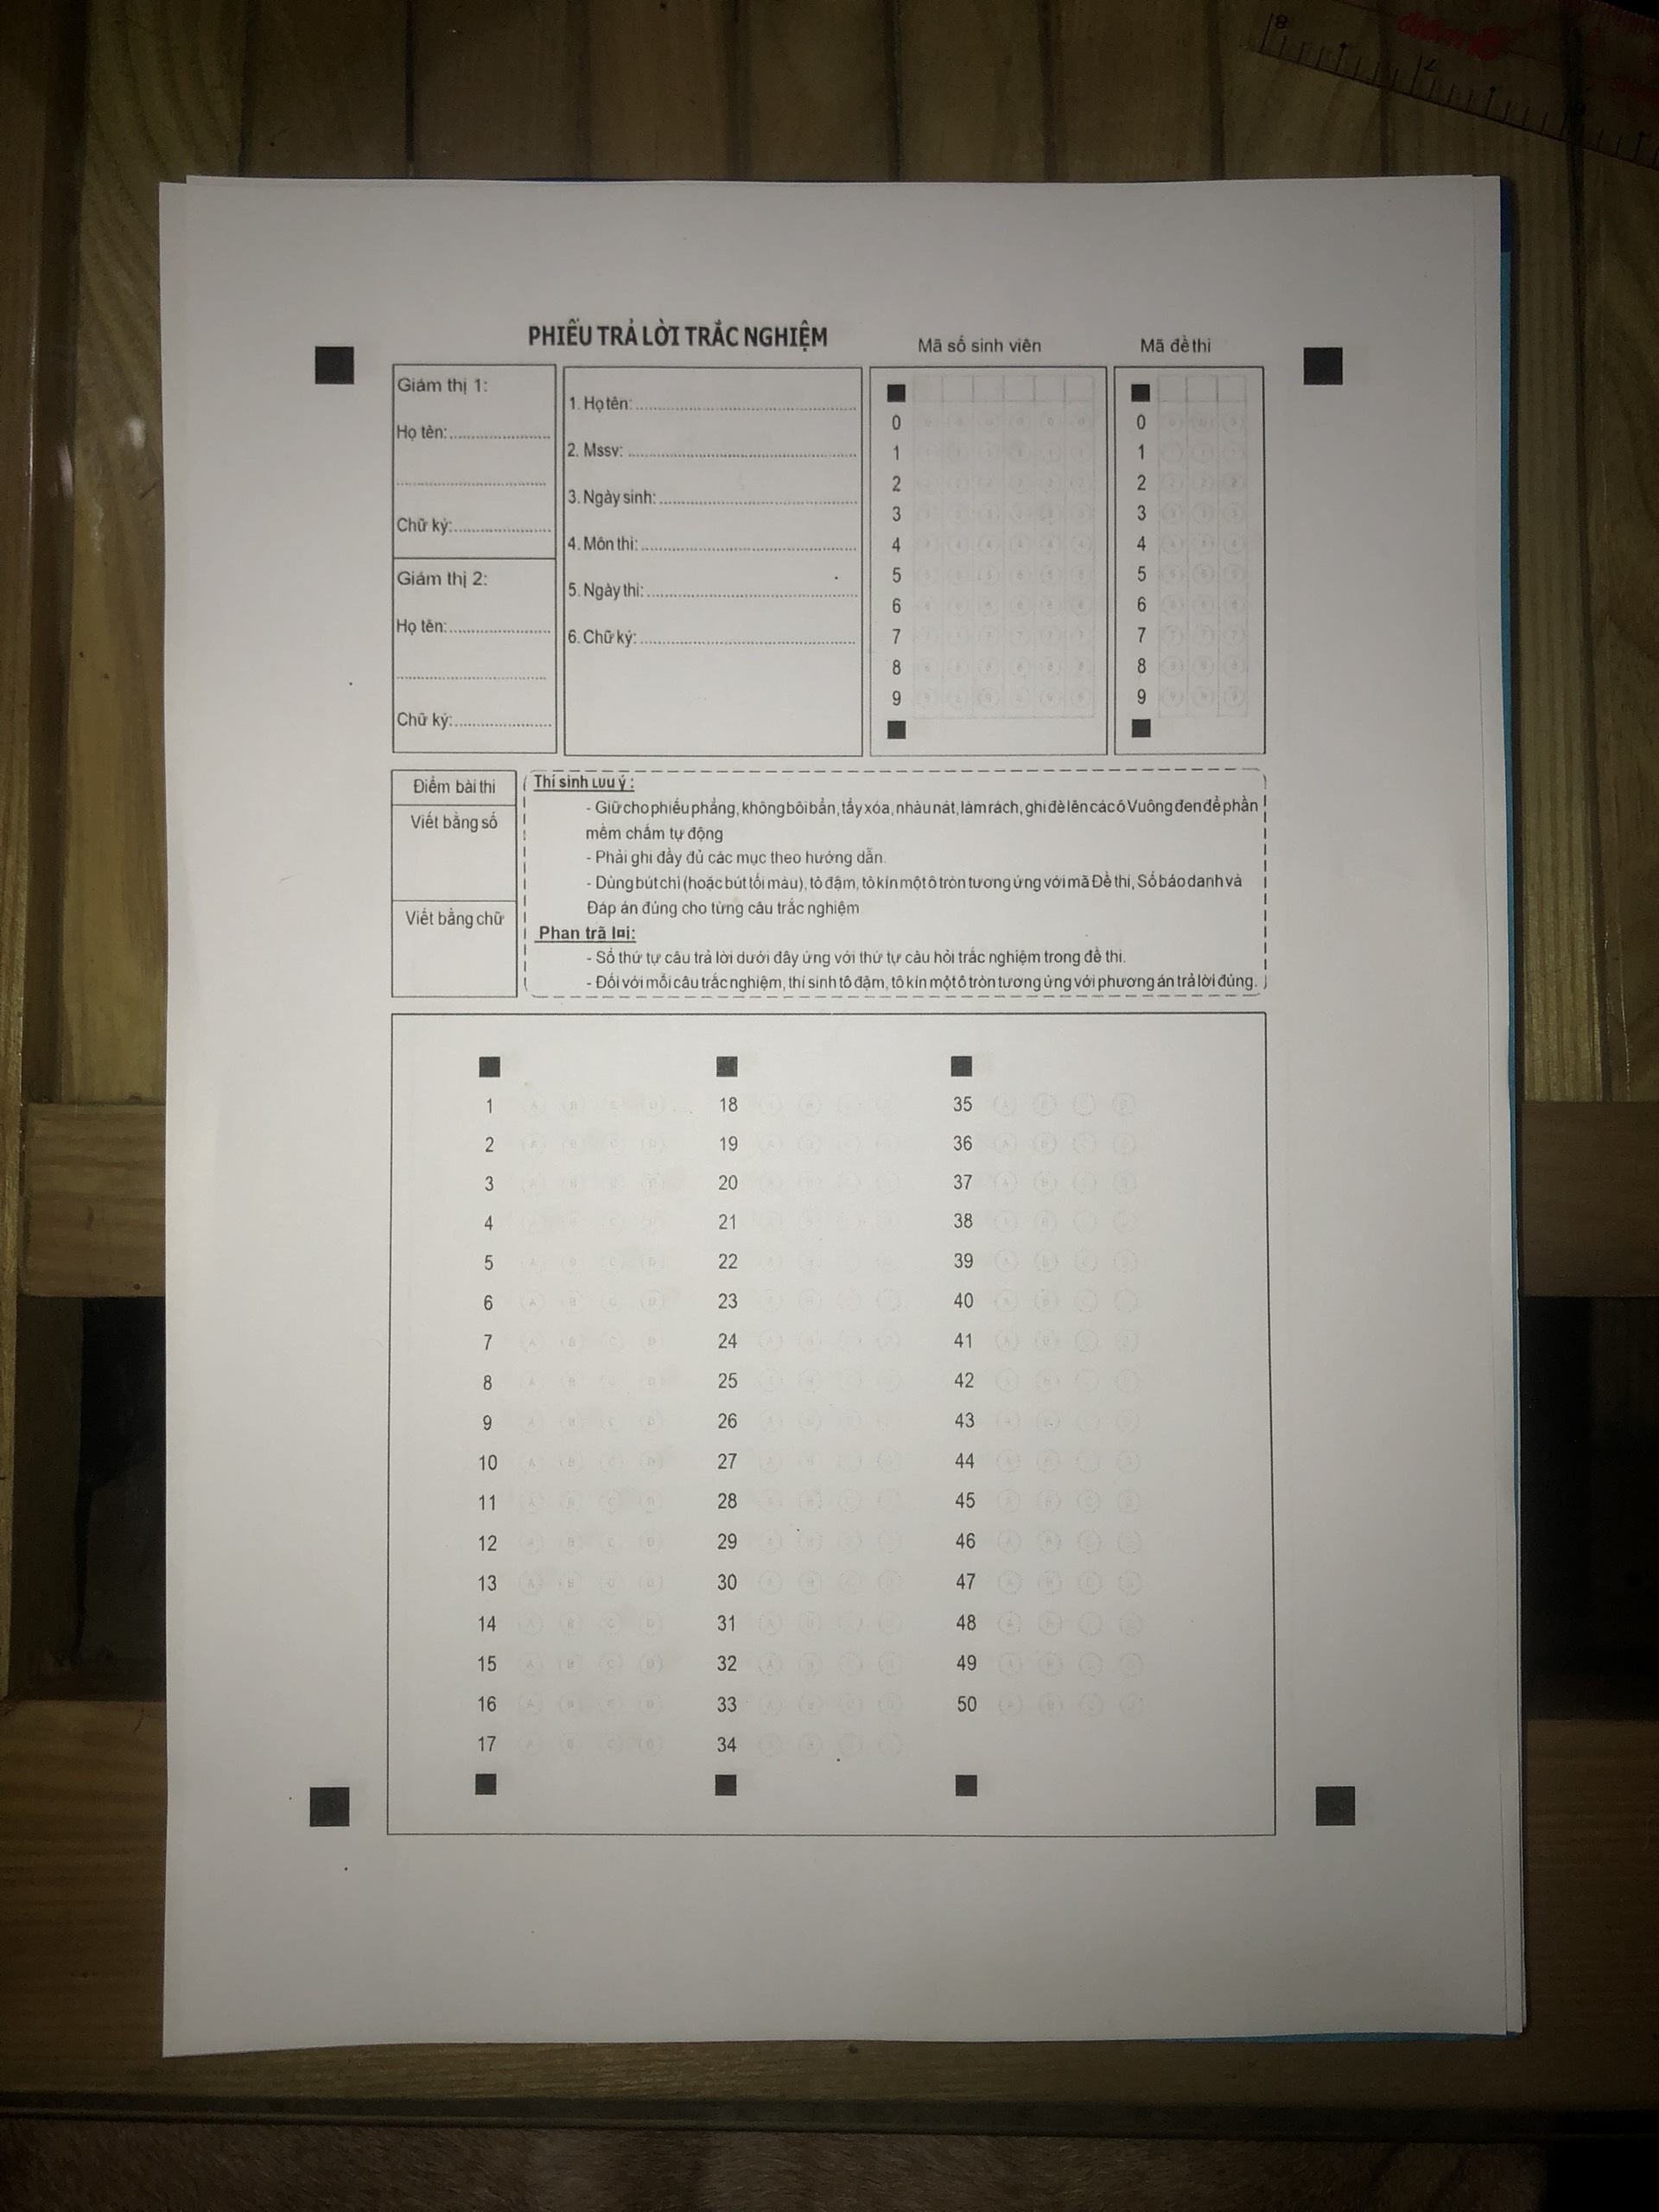 PHIẾU TRẢ LỜI TRẮC NGHIỆM
Mã số sinh viên
Mã đề thi
Giám thị 1:
Họ tên:
Chữ ký:
Giám thị 2:
Họ tên:
Chữ ký:
1. Họ tên:
2. Mssv:
3. Ngày sinh:
4. Môn thi:
5. Ngày thi:
6. Chữ ký:
0 0
1 1
2 2
3 3
4 4
5 5
6 6
7 7
8 8
9 9
Điểm bài thi
Viết bằng số
Viết bằng chữ
Thí sinh Lưu ý :
- Giữ cho phiếu phẳng, không bôi bẩn, tẩy xóa, nhàu nát, làm rách, ghi đè lên các ô Vuông đen để phần
mềm chấm tự động
- Phải ghi đầy đủ các mục theo hướng dẫn.
- Dùng bút chì (hoặc bút tối màu), tô đậm, tô kín một ô tròn tương ứng với mã Đề thi, Số báo danh và
Đáp án đúng cho từng câu trắc nghiệm.
Phan trã lại:
- Số thứ tự câu trả lời dưới đây ứng với thứ tự câu hỏi trắc nghiệm trong đề thi.
- Đối với mỗi câu trắc nghiệm, thí sinh tô đậm, tô kín một ô tròn tương ứng với phương án trả lời đúng.
1 18 35
2 19 36
3 20 37
4 21 38
5 22 39
6 23 40
7 24 41
8 25 42
9 26 43
10 27 44
11 28 45
12 29 46
13 30 47
14 31 48
15 32 49
16 33 50
17 34